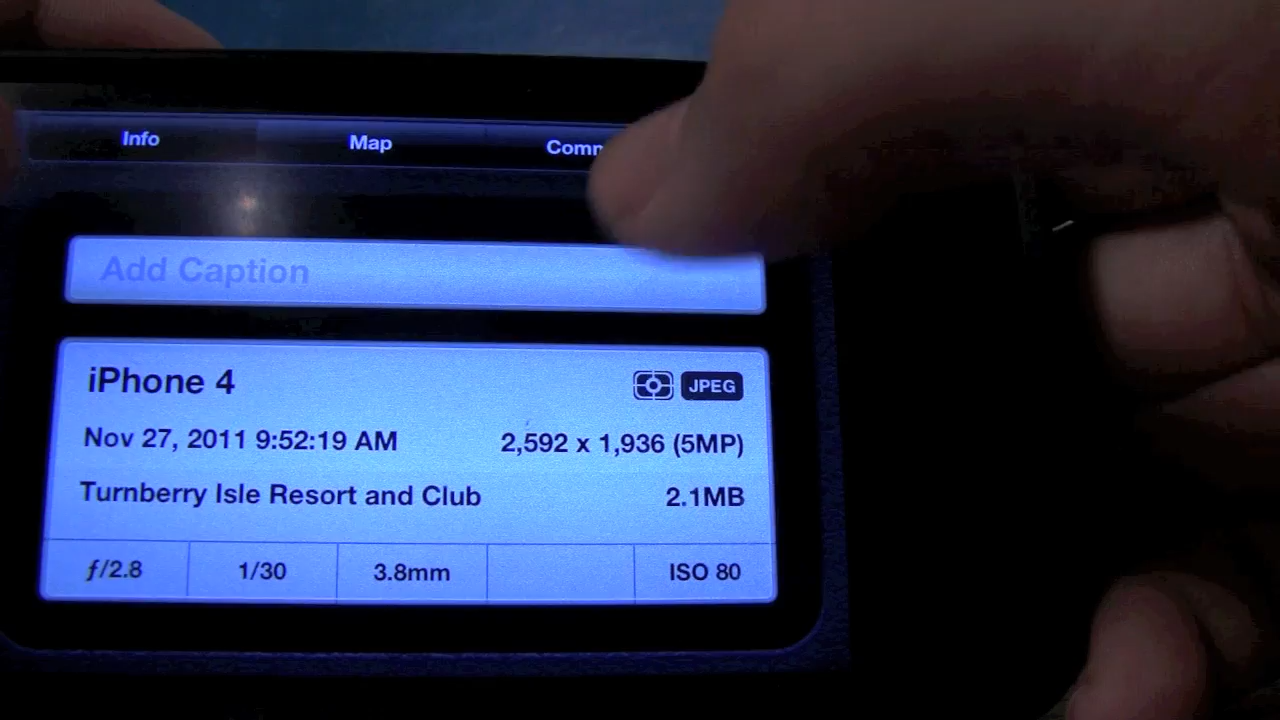 Info Map Comm
Add Caption
iPhone 4 JPEG
Nov 27, 2011 9:52:19 AM 2,592 x 1,936 (5MP)
Turnberry Isle Resort and Club 2.1MB
ƒ/2.8 1/30 3.8mm ISO 80